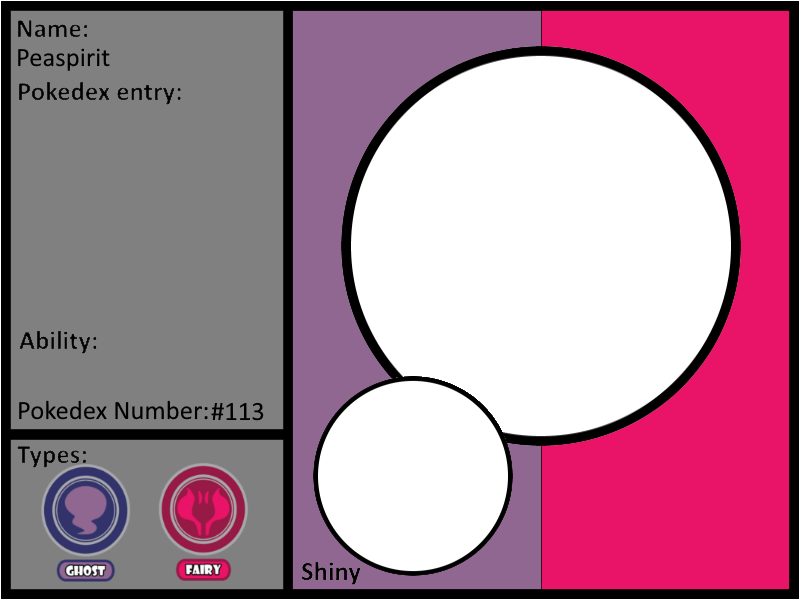 Name:
Peaspirit
Pokedex entry:
Ability:
Pokedex Number:#113
Types:
GHOST
FAIRY
Shiny